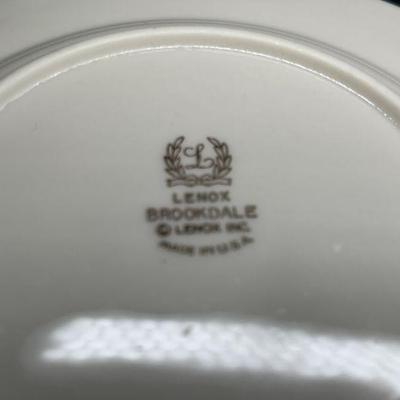 L
LENOX
BROOKDALE
© LENOX INC.
MADE IN U.S.A.